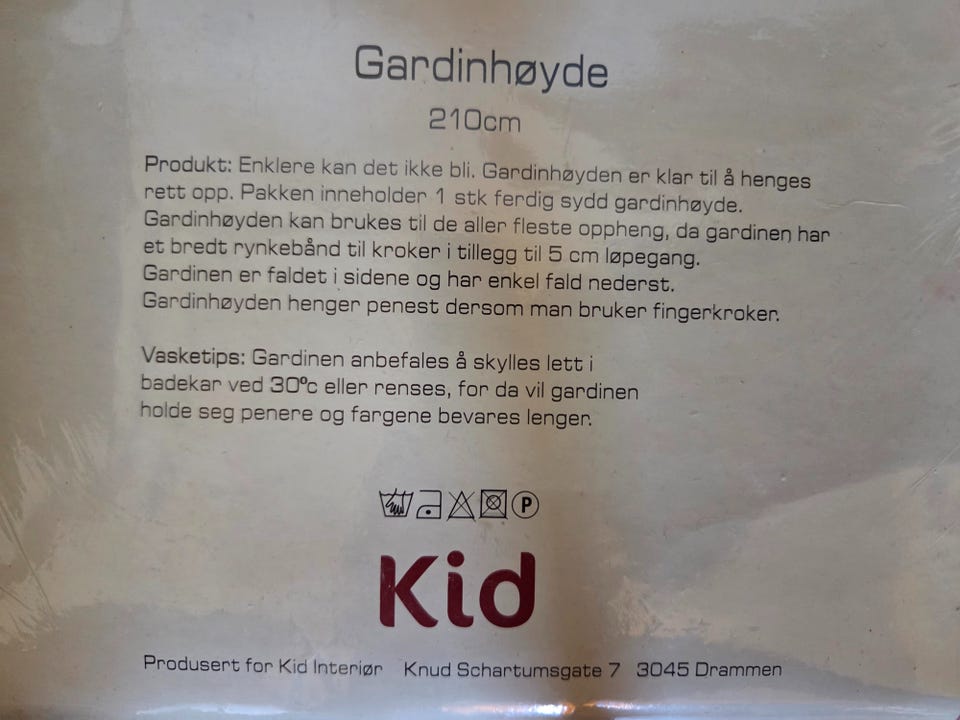 Gardinhøyde
210cm
Produkt: Enklere kan det ikke bli. Gardinhøyden er klar til å henges
rett opp. Pakken inneholder 1 stk ferdig sydd gardinhøyde.
Gardinhøyden kan brukes til de aller fleste oppheng, da gardinen har
et bredt rynkebånd til kroker i tillegg til 5 cm løpegang.
Gardinen er faldet i sidene og har enkel fald nederst.
Gardinhøyden henger penest dersom man bruker fingerkroker.
Vasketips: Gardinen anbefales å skylles lett i
badekar ved 30ºc eller renses, for da vil gardinen
holde seg penere og fargene bevares lenger.
P
Kid
Produsert for Kid Interiør Knud Schartumsgate 7 3045 Drammen